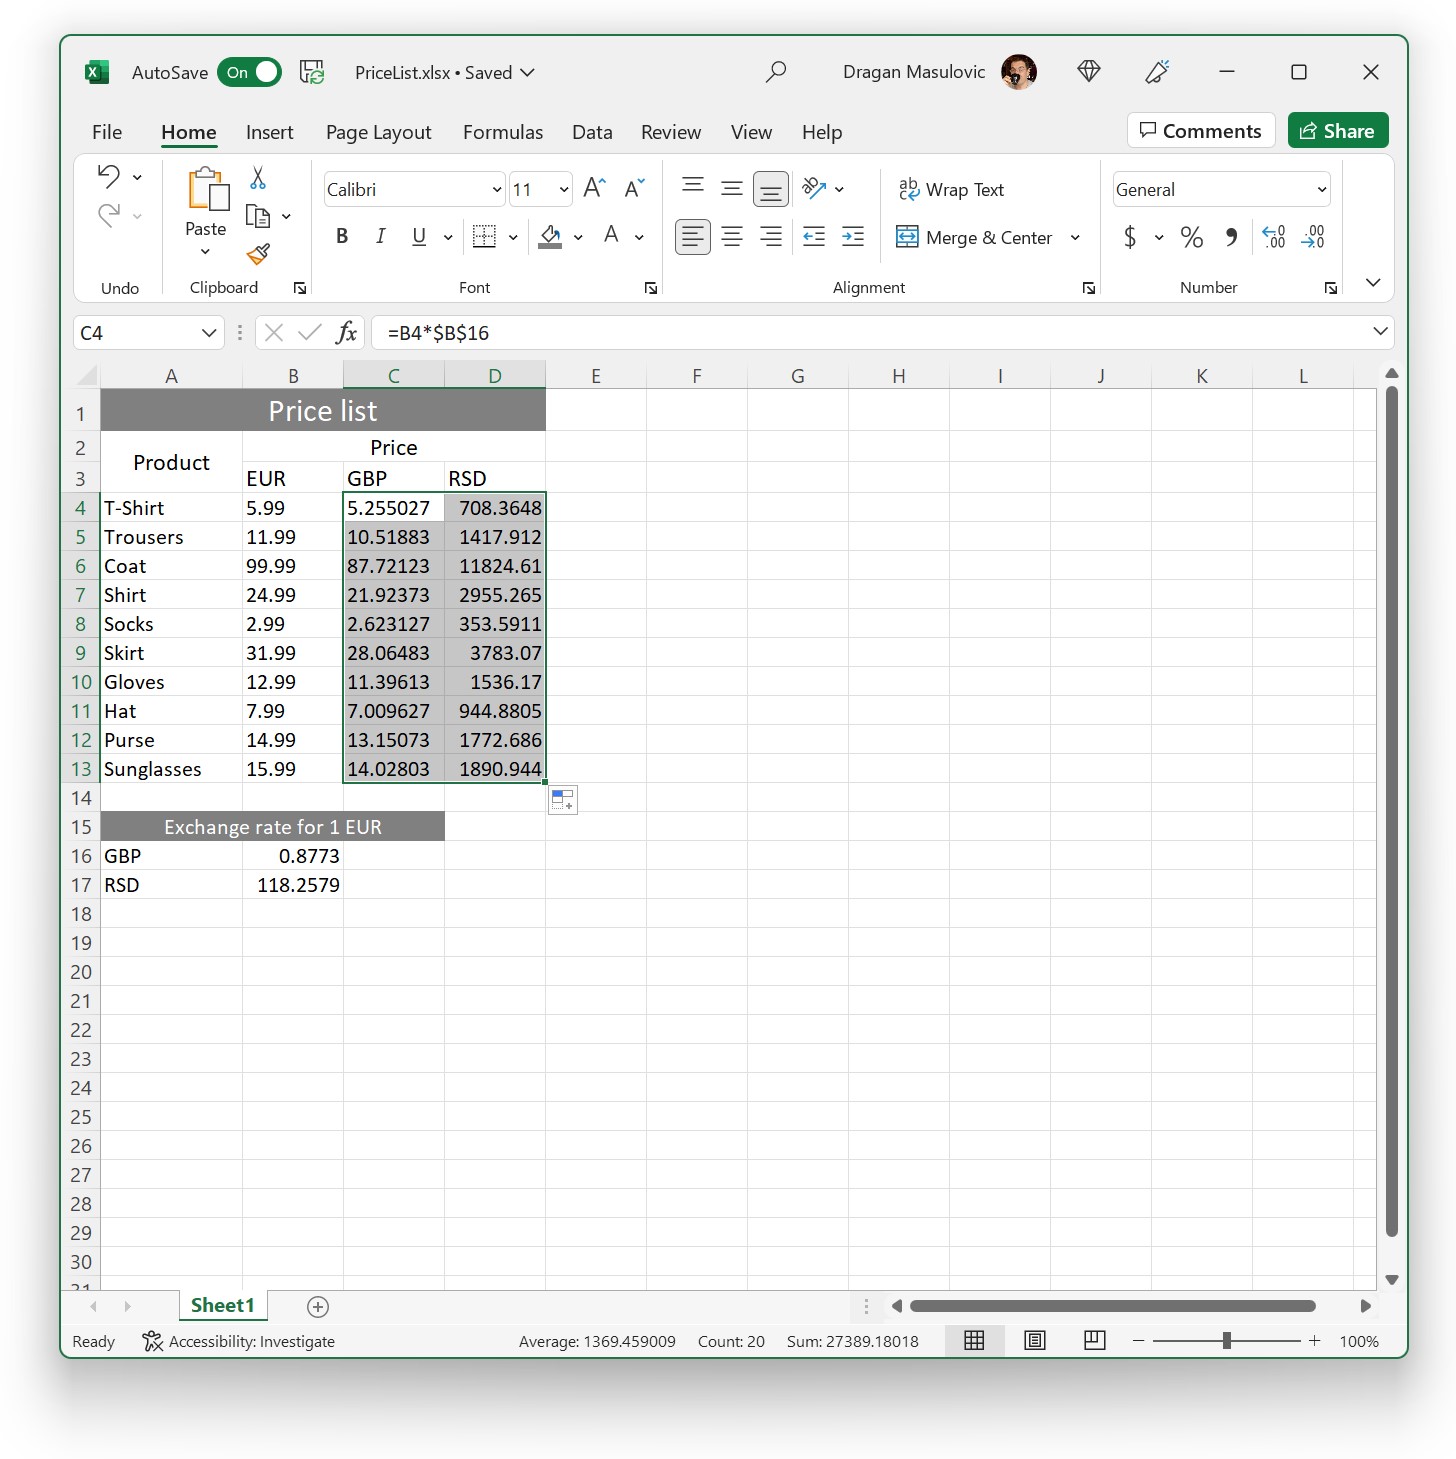 AutoSave On PriceList.xlsx • Saved Dragan Masulovic
File Home Insert Page Layout Formulas Data Review View Help Comments Share
Calibri 11 ab Wrap Text General
Paste B I U A Merge & Center $ % .00
Undo Clipboard Font Alignment Number
C4 fx =B4*$B$16
A B C D E F G H I J K L
1 Price list
2 Product Price
3 EUR GBP RSD
4 T-Shirt 5.99 5.255027 708.3648
5 Trousers 11.99 10.51883 1417.912
6 Coat 99.99 87.72123 11824.61
7 Shirt 24.99 21.92373 2955.265
8 Socks 2.99 2.623127 353.5911
9 Skirt 31.99 28.06483 3783.07
10 Gloves 12.99 11.39613 1536.17
11 Hat 7.99 7.009627 944.8805
12 Purse 14.99 13.15073 1772.686
13 Sunglasses 15.99 14.02803 1890.944
14
15 Exchange rate for 1 EUR
16 GBP 0.8773
17 RSD 118.2579
18
19
20
21
22
23
24
25
26
27
28
29
30
Sheet1
Ready Accessibility: Investigate Average: 1369.459009 Count: 20 Sum: 27389.18018 100%